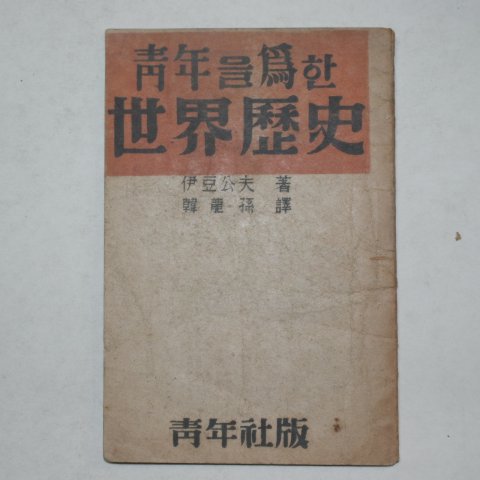 靑年을爲한
世界歷史
伊豆公夫 著
韓龍孫 譯
靑年社版